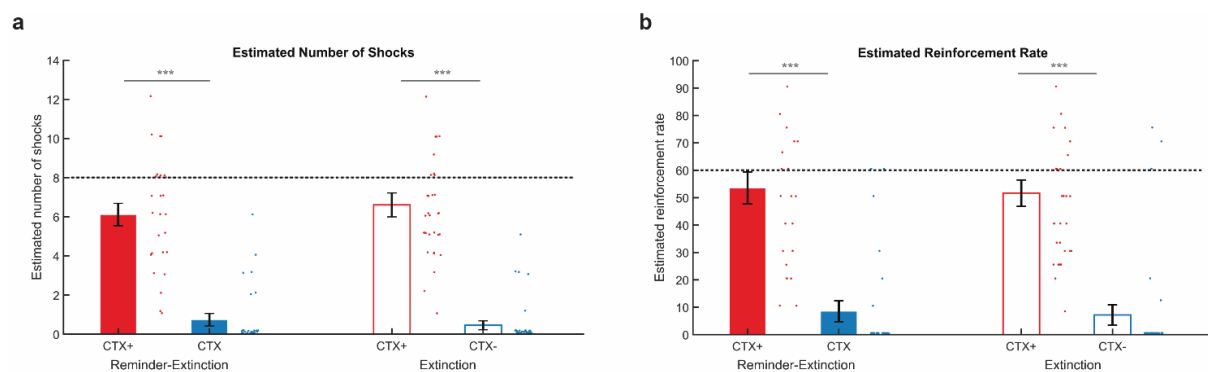 a
Estimated Number of Shocks
14
12
10
8
6
4
2
0
Estimated number of shocks
***
***
CTX+
CTX
CTX+
CTX-
Reminder-Extinction
Extinction
b
Estimated Reinforcement Rate
100
90
80
70
60
50
40
30
20
10
0
Estimated reinforcement rate
***
***
CTX+
CTX
CTX+
CTX-
Reminder-Extinction
Extinction